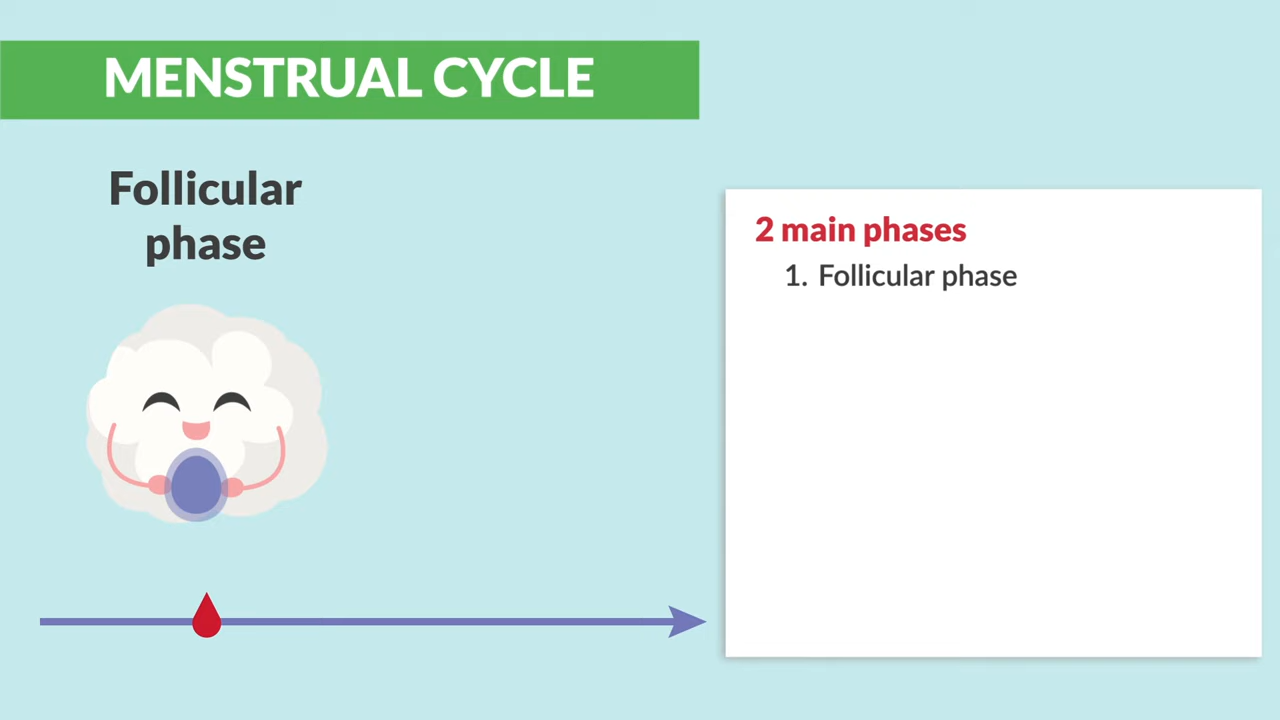 MENSTRUAL CYCLE
Follicular
phase
2 main phases
1. Follicular phase